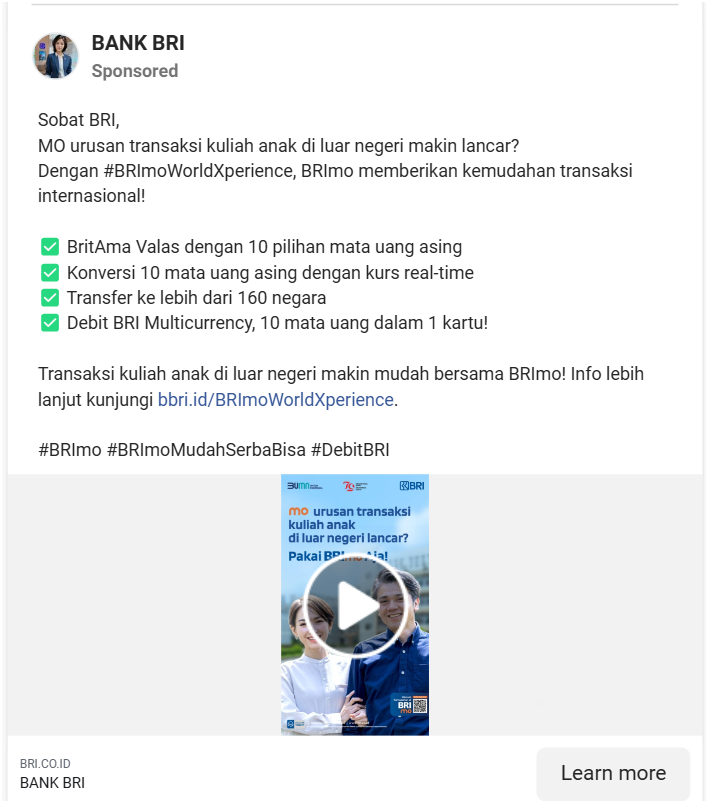 BANK BRI
Sponsored
Sobat BRI,
MO urusan transaksi kuliah anak di luar negeri makin lancar?
Dengan #BRImoWorldXperience, BRImo memberikan kemudahan transaksi
internasional!
✅ BritAma Valas dengan 10 pilihan mata uang asing
✅ Konversi 10 mata uang asing dengan kurs real-time
✅ Transfer ke lebih dari 160 negara
✅ Debit BRI Multicurrency, 10 mata uang dalam 1 kartu!
Transaksi kuliah anak di luar negeri makin mudah bersama BRImo! Info lebih
lanjut kunjungi bbri.id/BRImoWorldXperience.
#BRImo #BRImoMudahSerbaBisa #DebitBRI
BUMN
BRI
mo urusan transaksi
kuliah anak
di luar negeri lancar?
Pakai BRImo Aja!
BRI
mo
BRI.CO.ID
BANK BRI
Learn more